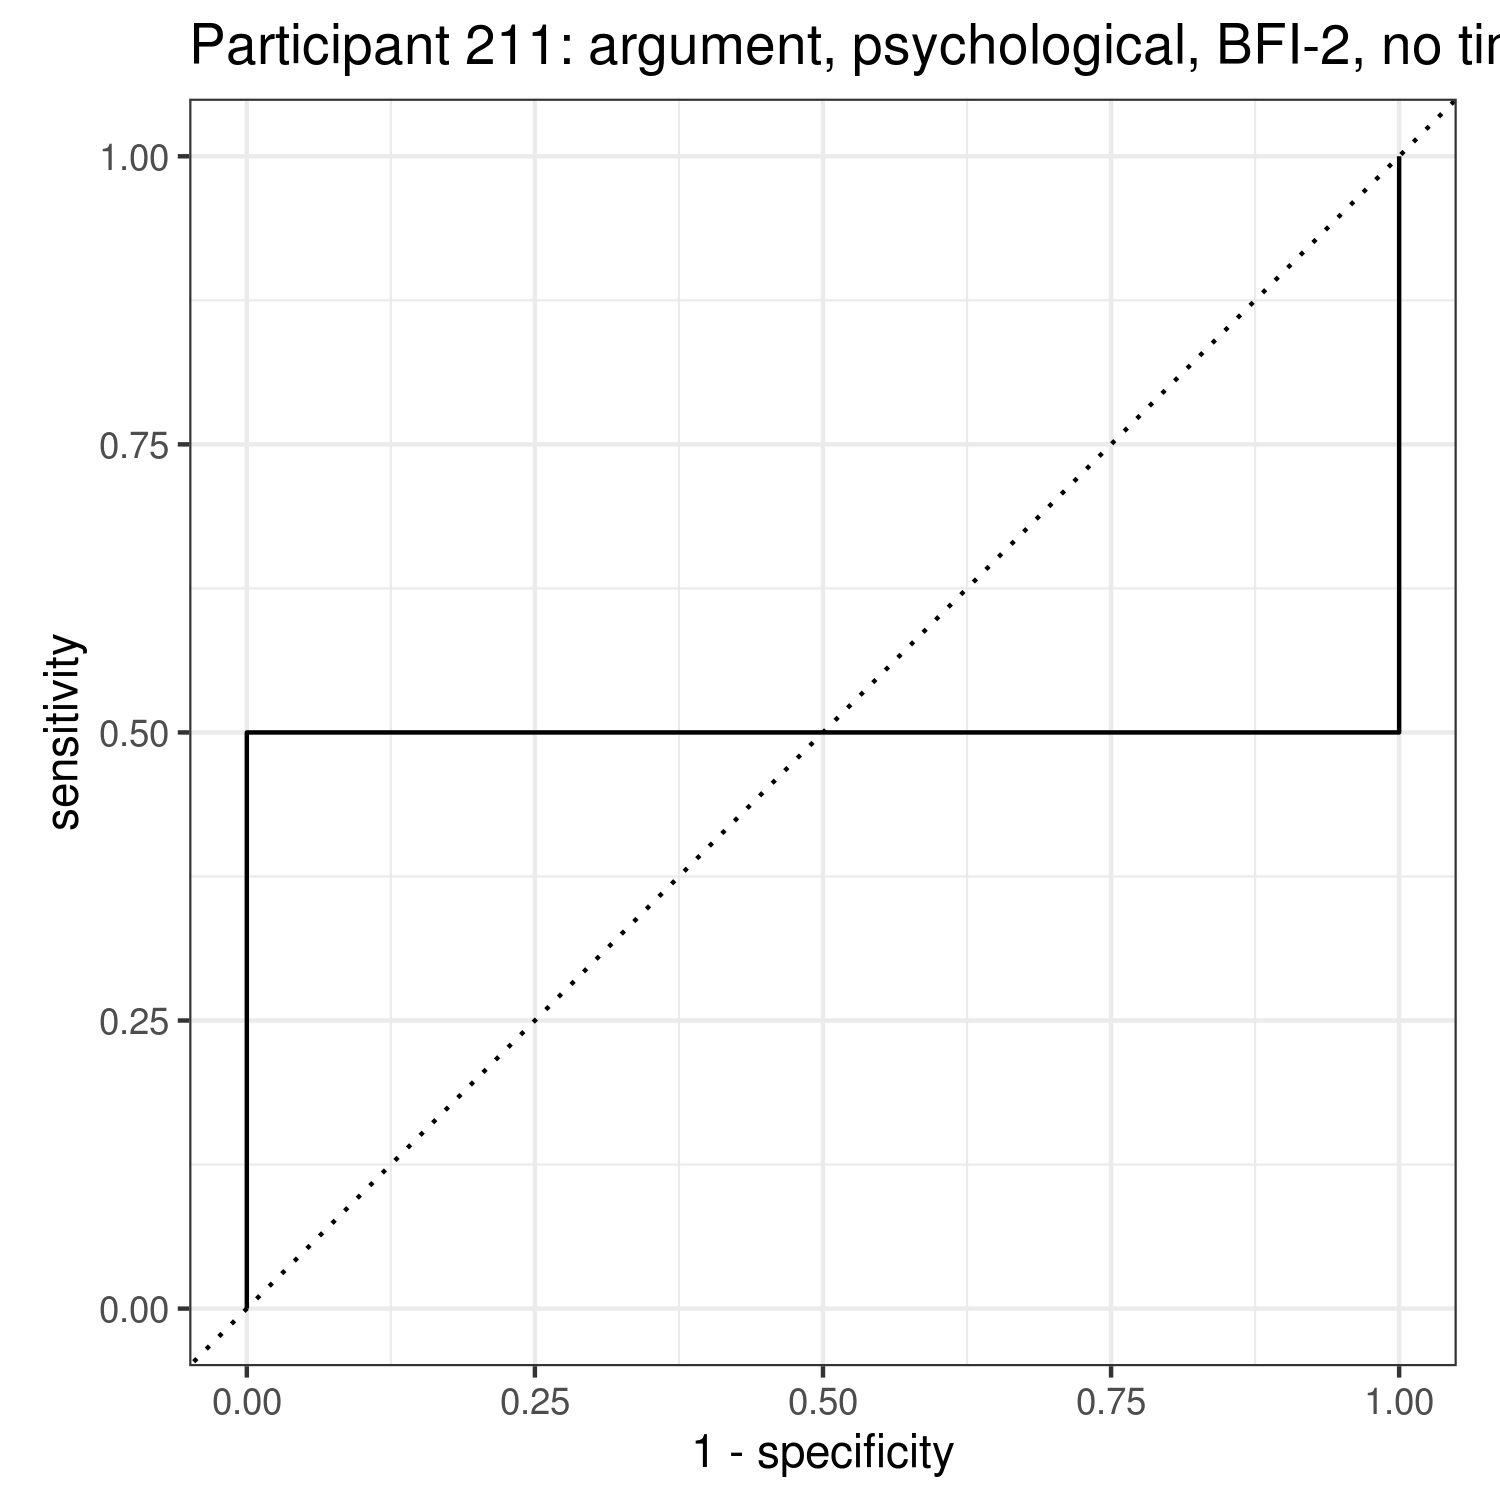 Participant 211: argument, psychological, BFI-2, no
1.00
0.75
0.50
0.25
0.00
sensitivity
0.00 0.25 0.50 0.75 1.00
1 - specificity